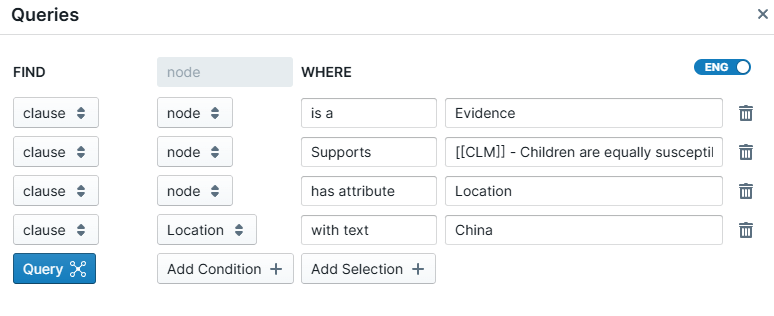 Queries
FIND node WHERE ENG
clause node is a Evidence
clause node Supports [[CLM]] - Children are equally suscepti
clause node has attribute Location
clause Location with text China
Query Add Condition Add Selection